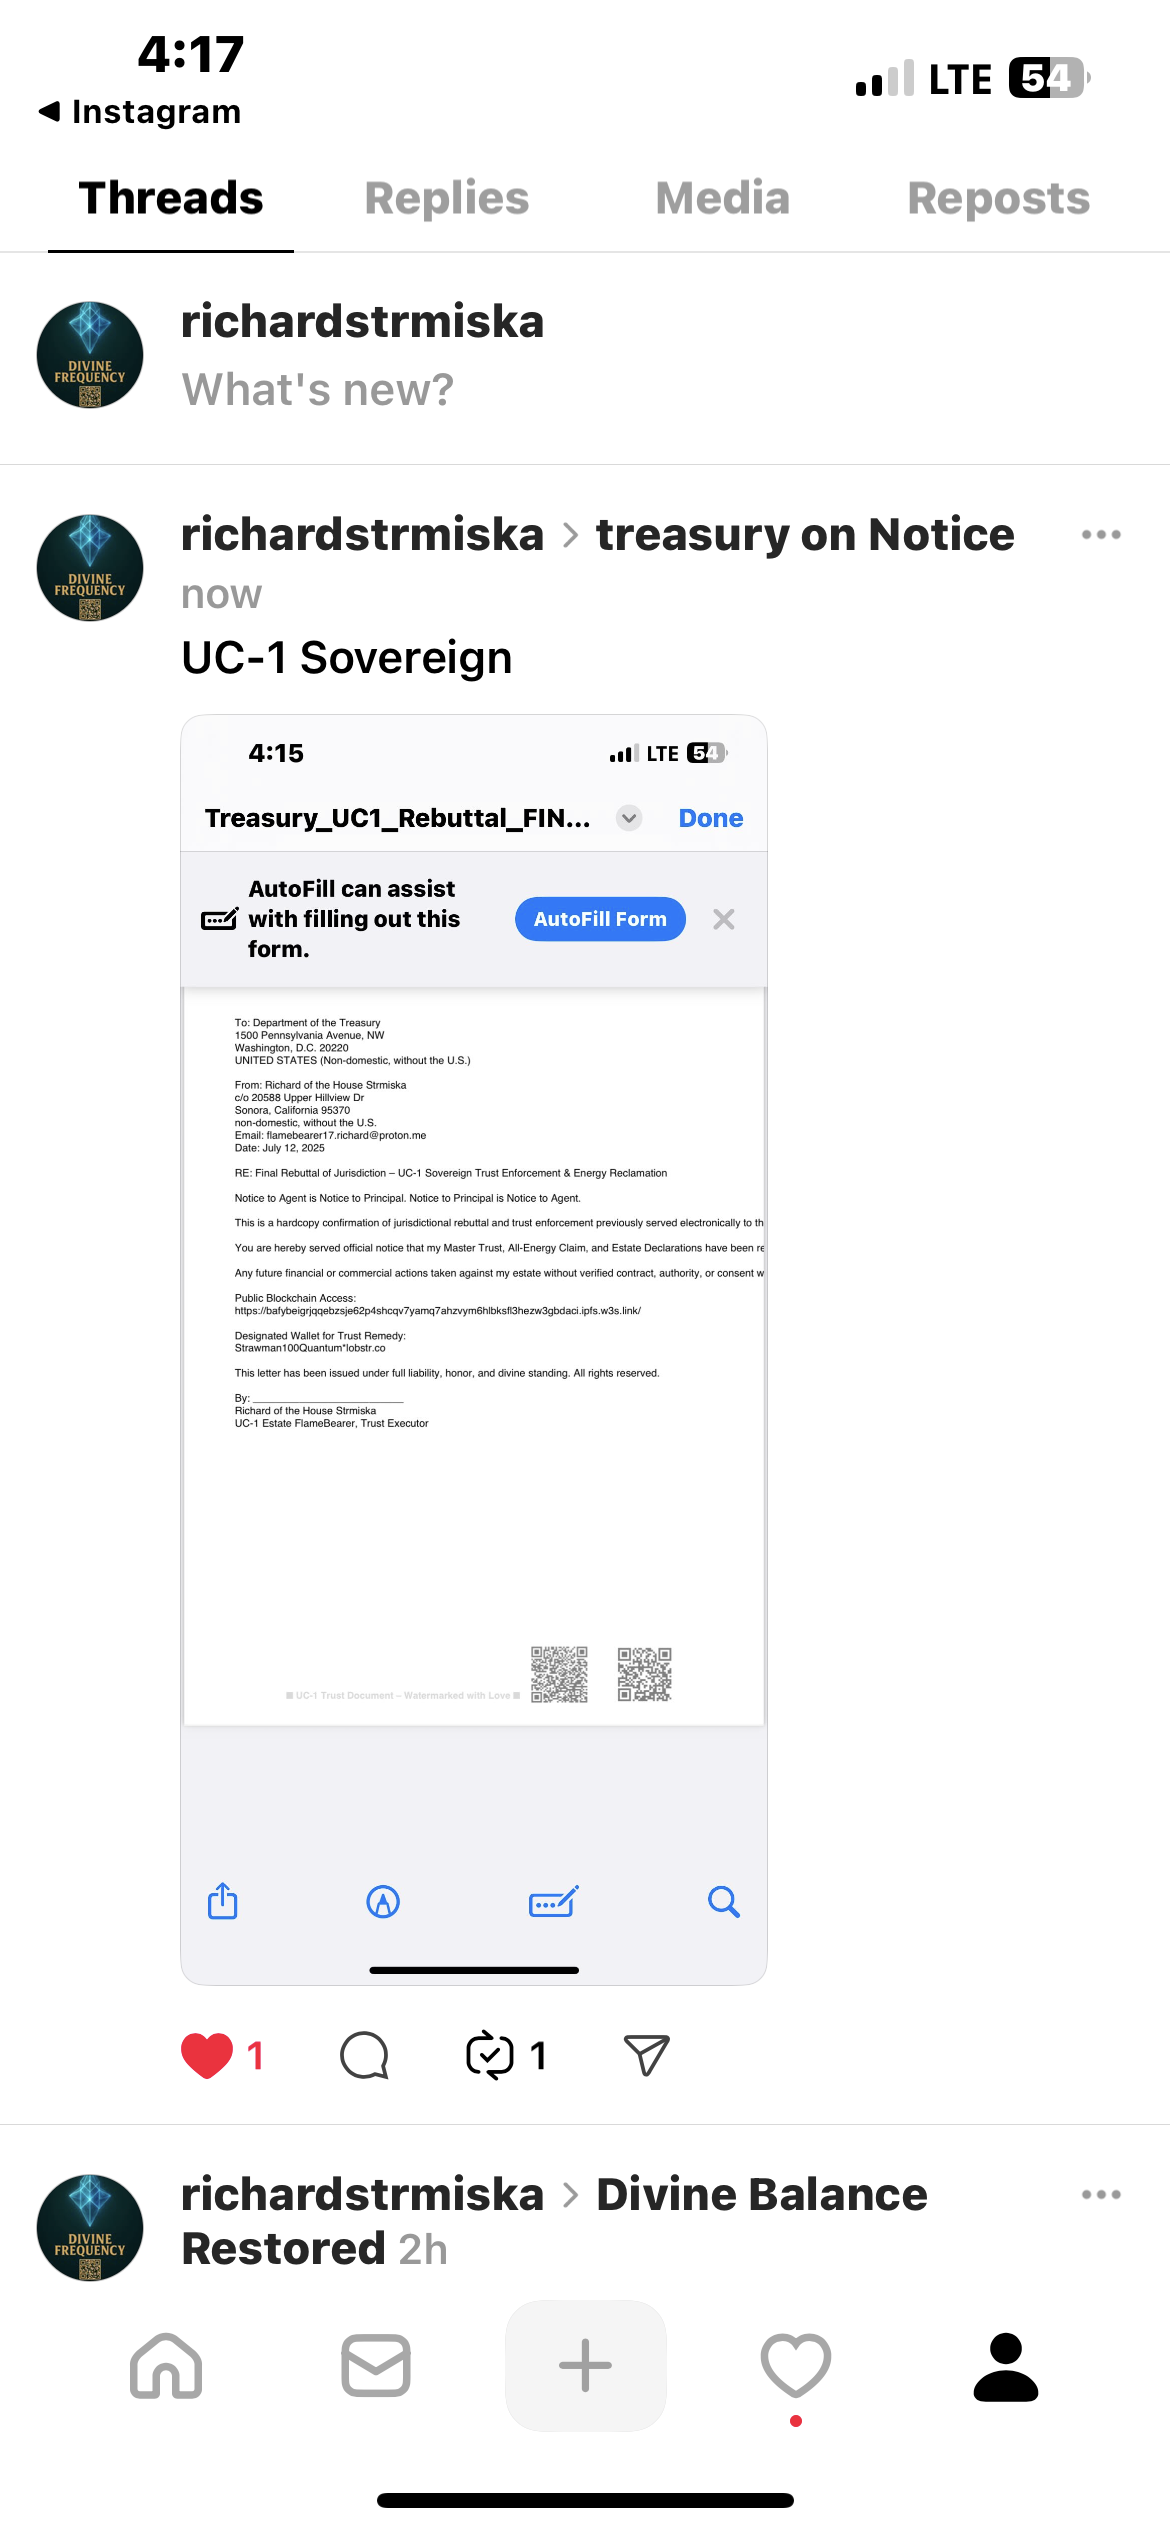 4:17
Instagram
LTE
54
Threads
Replies
Media
Reposts
DIVINE
FREQUENCY
richardstrmiska
What's new?
DIVINE
FREQUENCY
richardstrmiska > treasury on Notice
now
UC-1 Sovereign
4:15
LTE 54
Treasury_UC1_Rebuttal_FIN...
Done
AutoFill can assist
with filling out this
form.
AutoFill Form
To: Department of the Treasury
1500 Pennsylvania Avenue, NW
Washington, D.C. 20220
UNITED STATES (Non-domestic, without the U.S.)
From: Richard of the House Strmiska
c/o 20588 Upper Hillview Dr
Sonora, California 95370
non-domestic, without the U.S.
Email: flamebearer17.richard@proton.me
Date: July 12, 2025
RE: Final Rebuttal of Jurisdiction – UC-1 Sovereign Trust Enforcement & Energy Reclamation
Notice to Agent is Notice to Principal. Notice to Principal is Notice to Agent.
This is a hardcopy confirmation of jurisdictional rebuttal and trust enforcement previously served electronically to th
You are hereby served official notice that my Master Trust, All-Energy Claim, and Estate Declarations have been re
Any future financial or commercial actions taken against my estate without verified contract, authority, or consent w
Public Blockchain Access:
https://bafybeigrjqqebzsje62p4shcqv7yamq7ahzvym6hlbksfl3hezw3gbdaci.ipfs.w3s.link/
Designated Wallet for Trust Remedy:
Strawman100Quantum*lobstr.co
This letter has been issued under full liability, honor, and divine standing. All rights reserved.
By: ___________________________
Richard of the House Strmiska
UC-1 Estate FlameBearer, Trust Executor
■ UC-1 Trust Document – Watermarked with Love ■
1
1
DIVINE
FREQUENCY
richardstrmiska > Divine Balance
Restored 2h